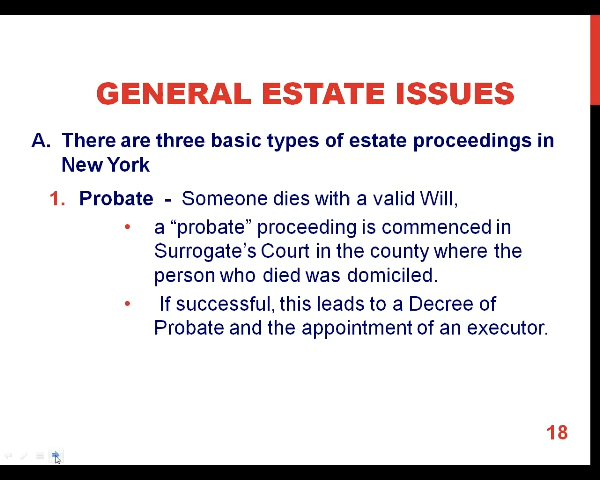 GENERAL ESTATE ISSUES
A. There are three basic types of estate proceedings in
New York
1. Probate - Someone dies with a valid Will,
• a “probate” proceeding is commenced in
Surrogate’s Court in the county where the
person who died was domiciled.
• If successful, this leads to a Decree of
Probate and the appointment of an executor.
18